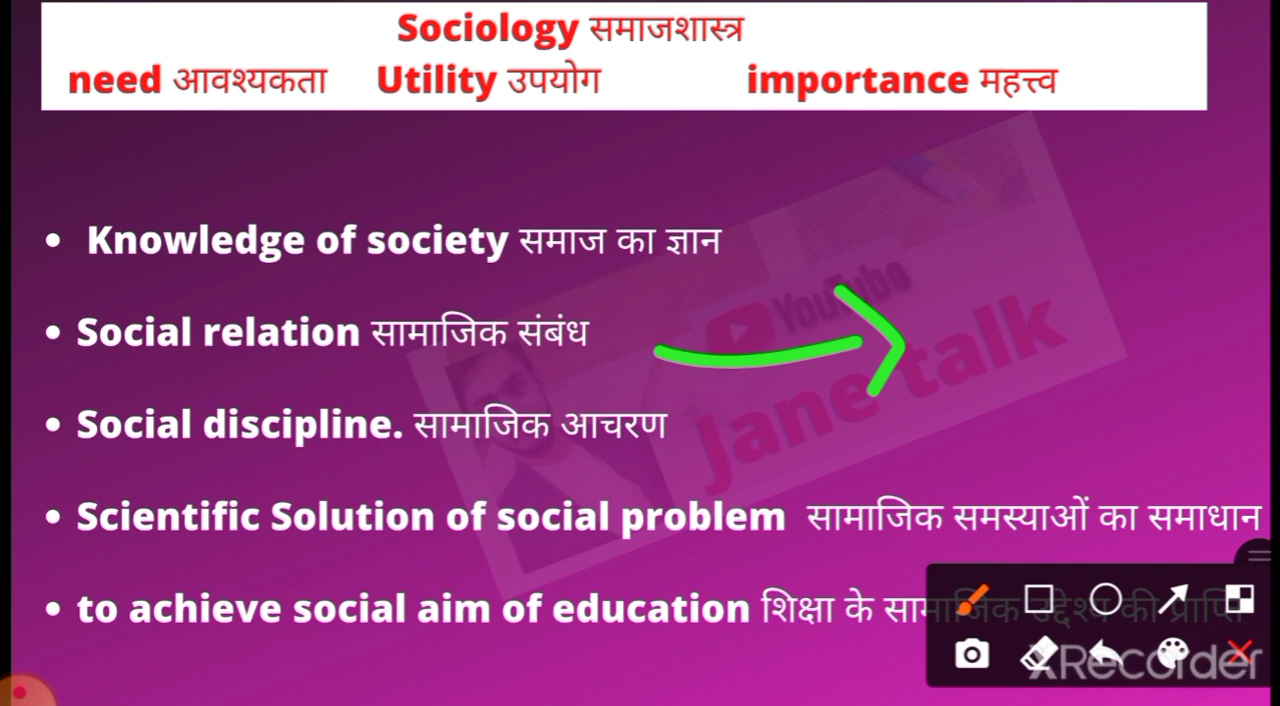 Sociology समाजशास्त्र
need आवश्यकता Utility उपयोग importance महत्त्व
• Knowledge of society समाज का ज्ञान
• Social relation सामाजिक संबंध
YouTube
Jane talk
• Social discipline. सामाजिक आचरण
• Scientific Solution of social problem सामाजिक समस्याओं का समाधान
• to achieve social aim of education शिक्षा के सामाजिक उद्देश्य की प्राप्ति
XRecorder